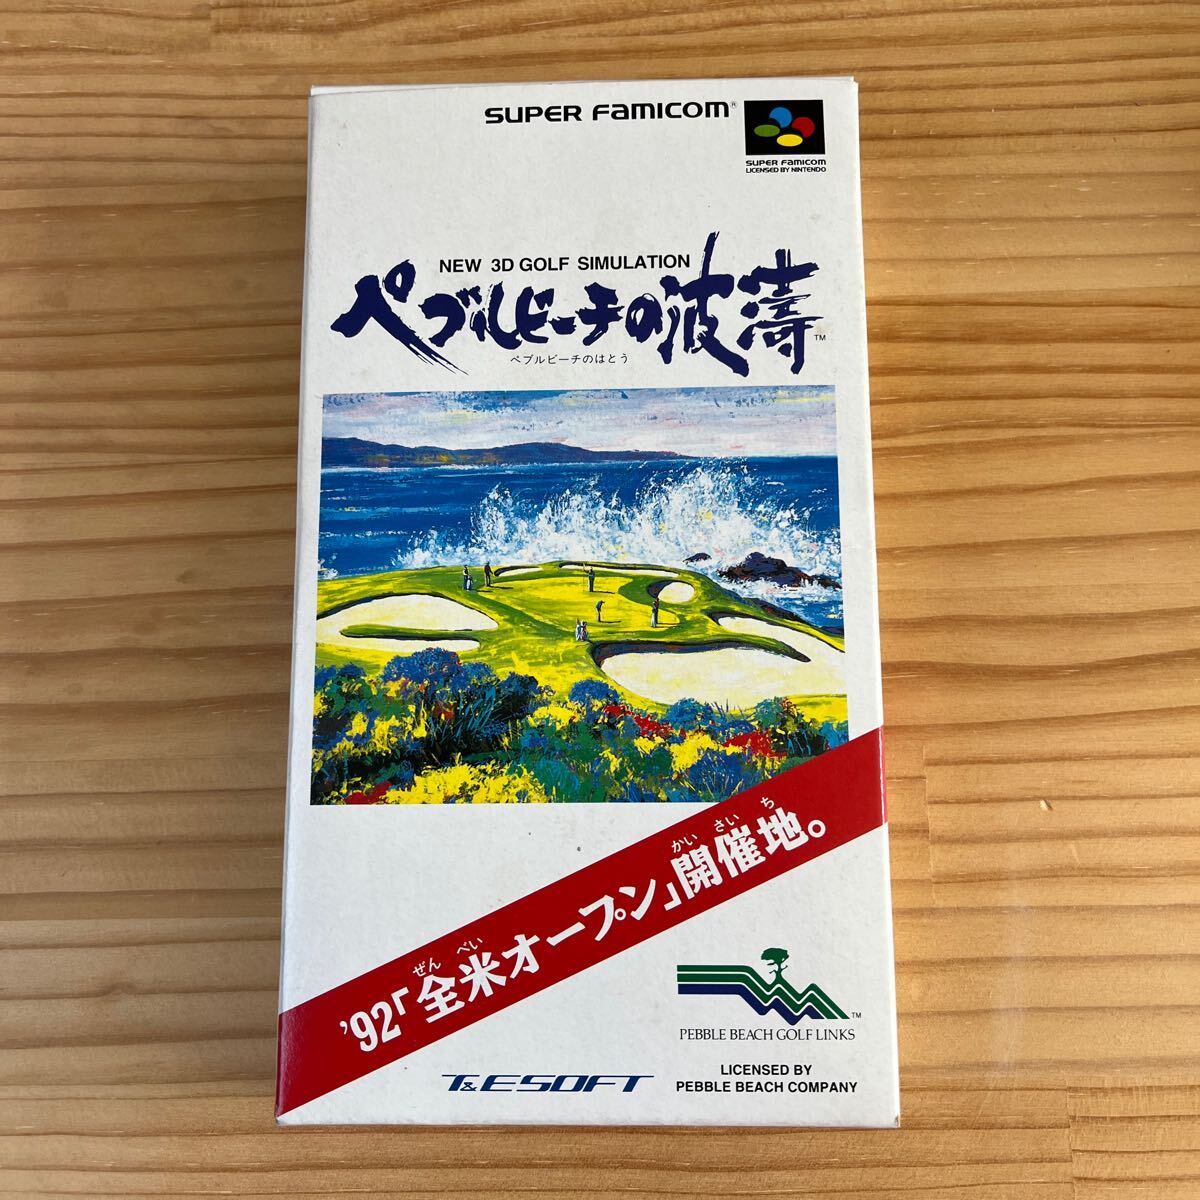 SUPER FAMICOM®
SUPER FAMICOM
LICENSED BY NINTENDO
NEW 3D GOLF SIMULATION
ペブルビーチの波濤™
ペブルビーチのはとう
ぜんべい かいさいち
'92「全米オープン」開催地。
™
PEBBLE BEACH GOLF LINKS
T&ESOFT
LICENSED BY
PEBBLE BEACH COMPANY